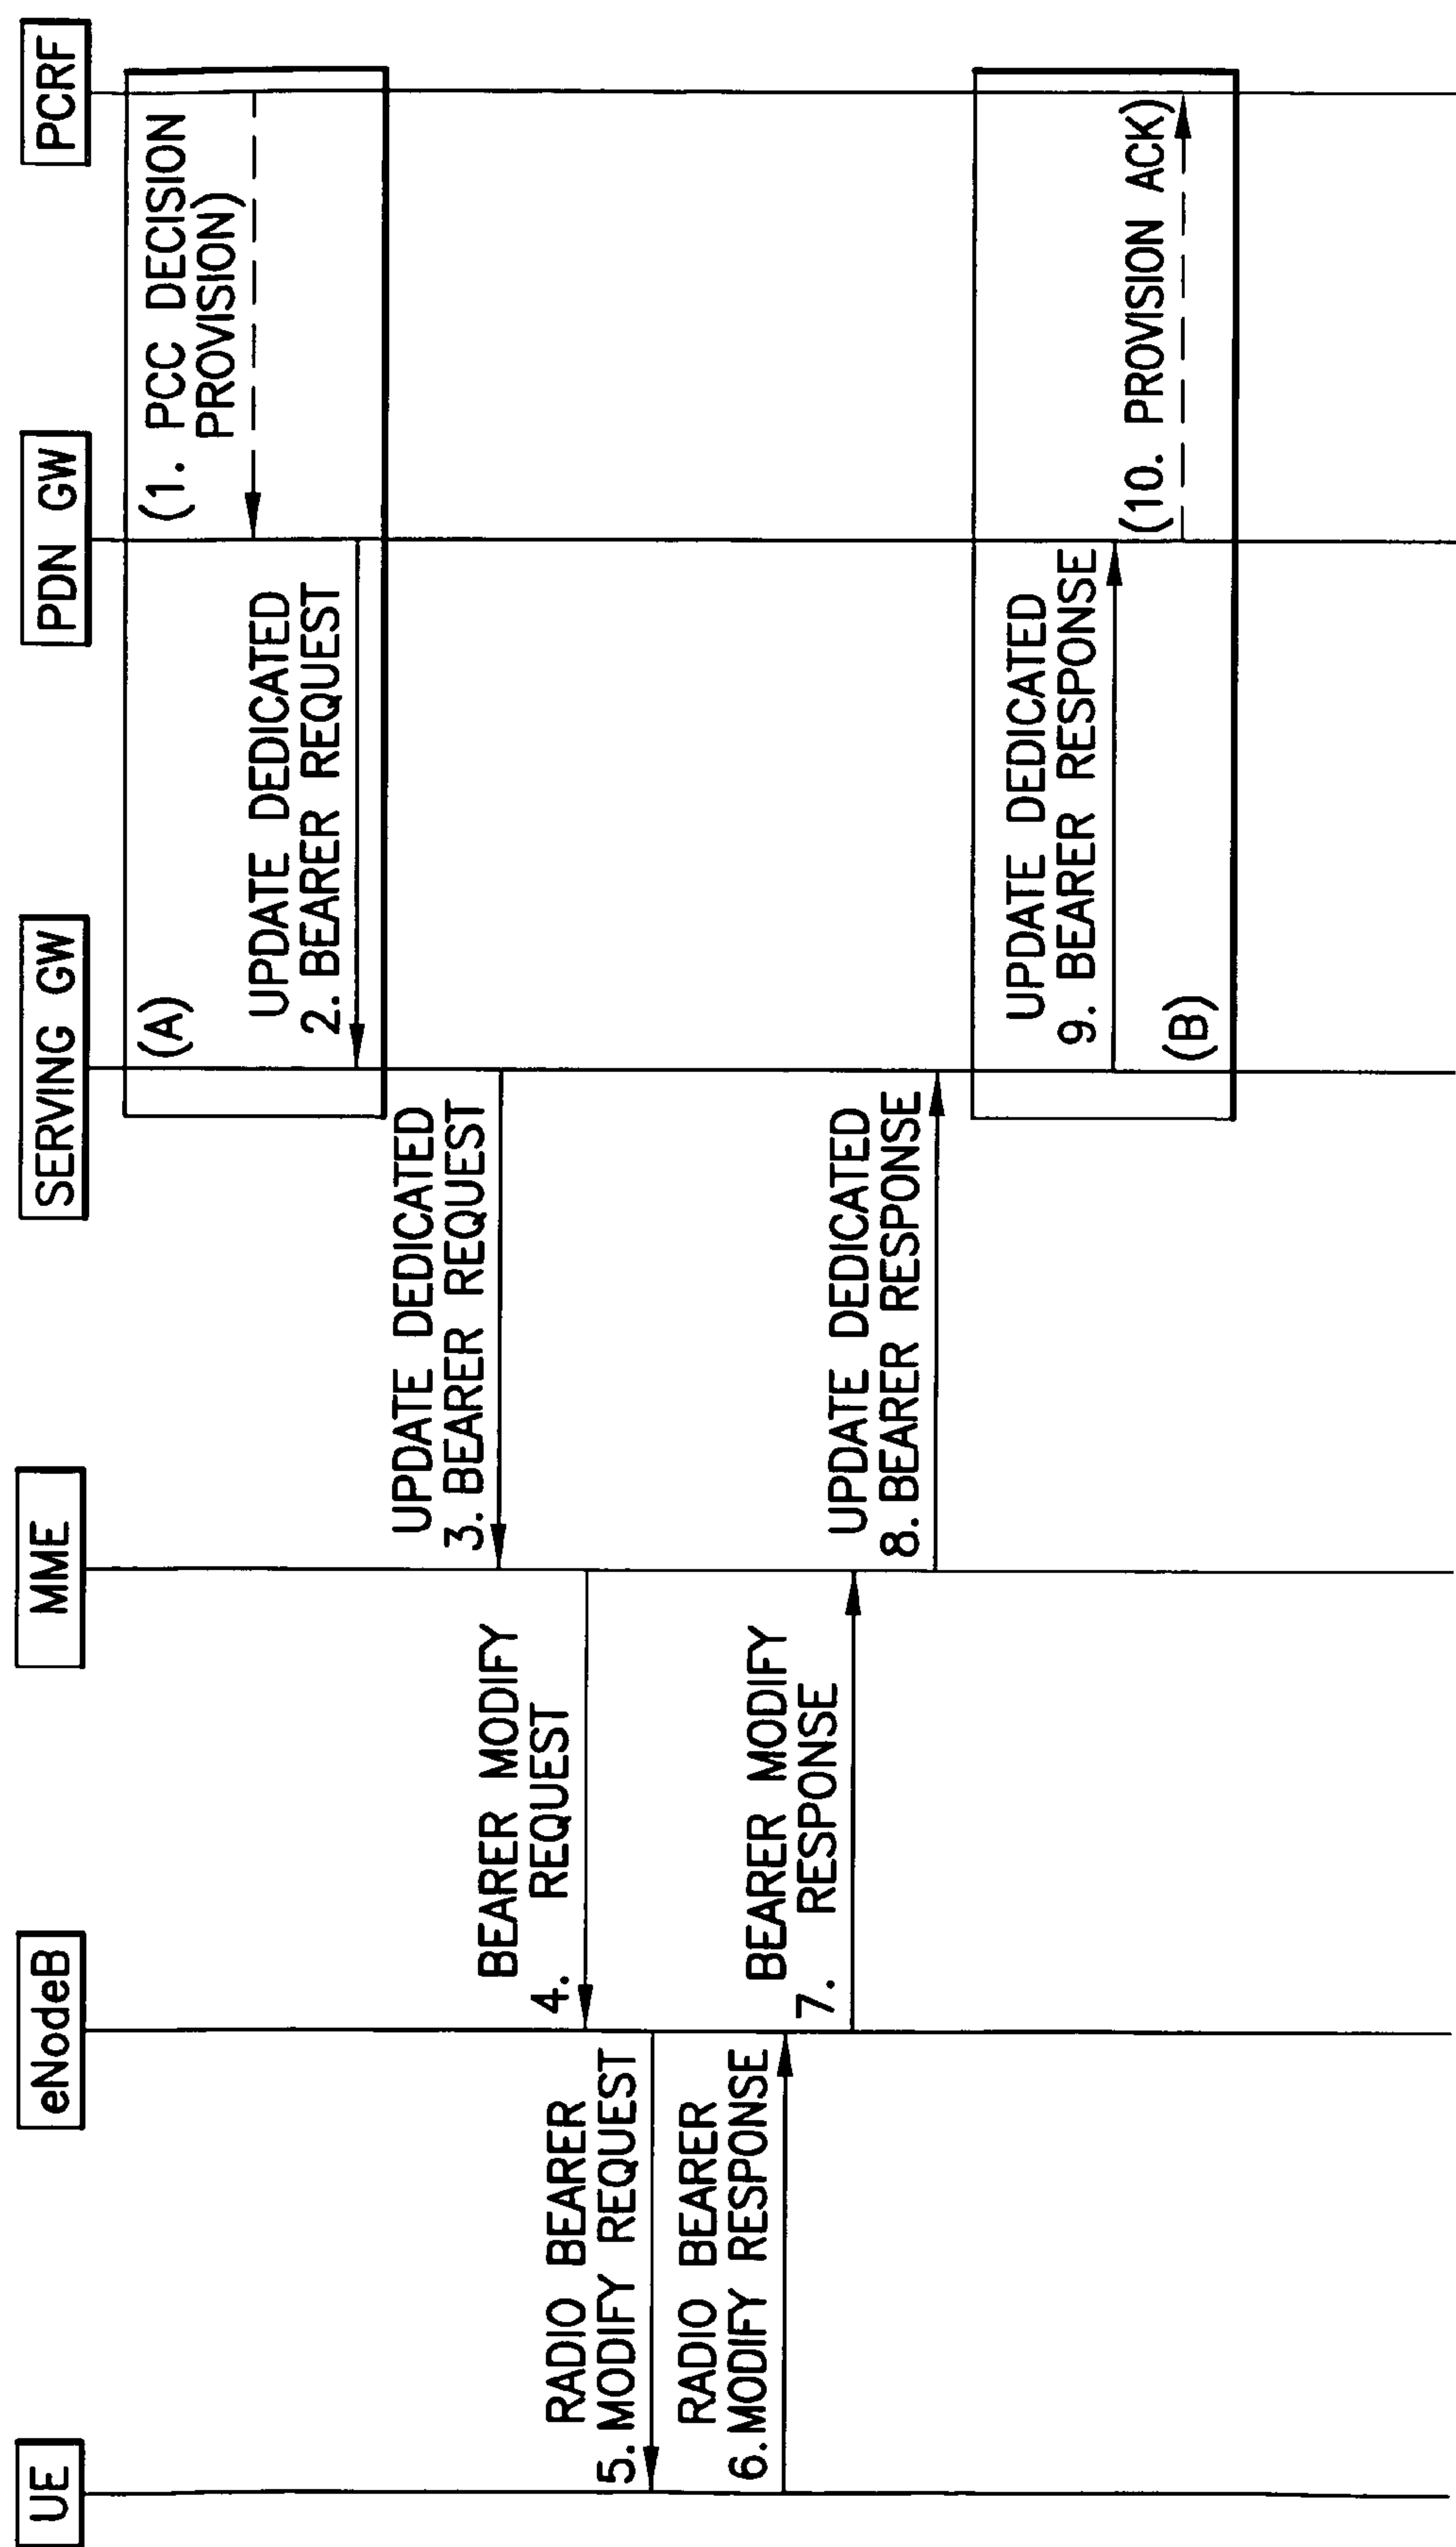 UE
eNodeB
MME
SERVING GW
PDN GW
PCRF
(A)
(1. PCC DECISION
PROVISION)
UPDATE DEDICATED
2. BEARER REQUEST
UPDATE DEDICATED
3. BEARER REQUEST
BEARER MODIFY
4. REQUEST
RADIO BEARER
5. MODIFY REQUEST
RADIO BEARER
6. MODIFY RESPONSE
BEARER MODIFY
7. RESPONSE
UPDATE DEDICATED
8. BEARER RESPONSE
UPDATE DEDICATED
9. BEARER RESPONSE
(10. PROVISION ACK)
(B)